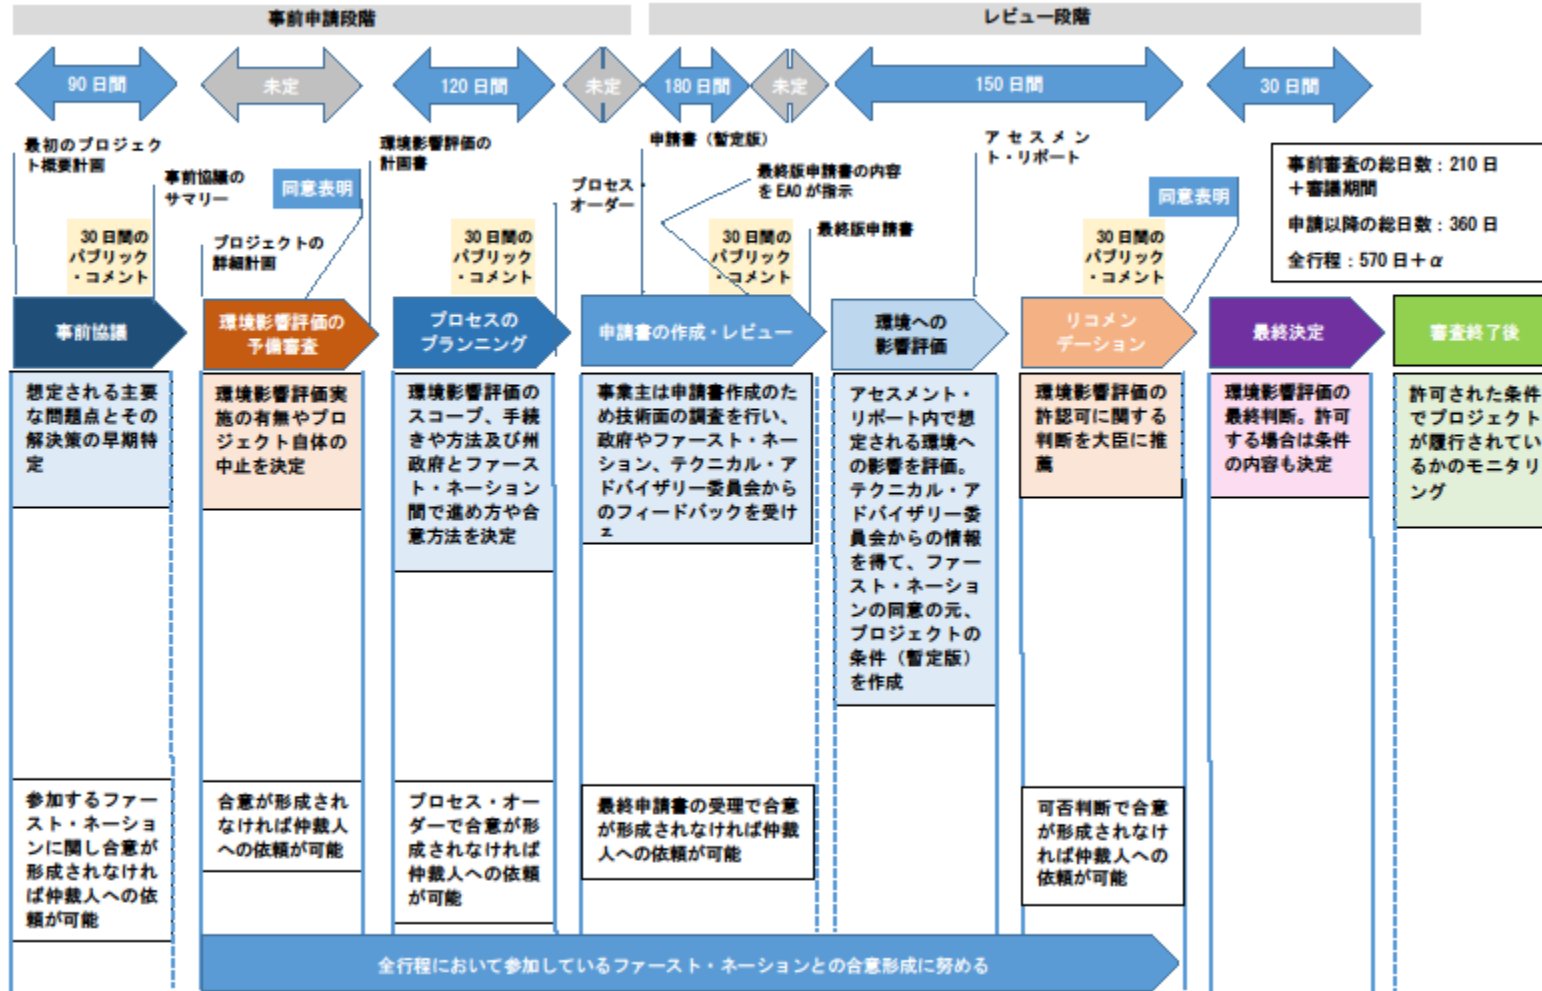 事前申請段階
レビュー段階
90 日間
未定
120 日間
未定
180 日間
未定
150 日間
30 日間
最初のプロジェク
ト概要計画
事前協議の
サマリー
同意表明
プロジェクトの
詳細計画
環境影響評価の
計画書
プロセス・
オーダー
申請書（暫定版）
最終版申請書の内容
を EAO が指示
最終版申請書
アセスメン
ト・リポート
同意表明
事前審査の総日数：210 日
＋審議期間
申請以降の総日数：360 日
全行程：570 日＋α
30 日間の
パブリック
・コメント
30 日間の
パブリック
・コメント
30 日間の
パブリック
・コメント
30 日間の
パブリック
・コメント
事前協議
環境影響評価の
予備審査
プロセスの
プランニング
申請書の作成・レビュー
環境への
影響評価
リコメン
デーション
最終決定
審査終了後
想定される主要
な問題点とその
解決策の早期特
定
環境影響評価実
施の有無やプロ
ジェクト自体の
中止を決定
環境影響評価の
スコープ、手続
きや方法及び州
政府とファース
ト・ネーション
間で進め方や合
意方法を決定
事業主は申請書作成のた
め技術面の調査を行い、
政府やファースト・ネー
ション、テクニカル・ア
ドバイザリー委員会から
のフィードバックを受け
アセスメント・
リポート内で想
定される環境へ
の影響を評価。
テクニカル・ア
ドバイザリー委
員会からの情報
を得て、ファー
スト・ネーショ
ンの同意の元、
プロジェクトの
条件（暫定版）
を作成
環境影響評価の
許認可に関する
判断を大臣に推
薦
環境影響評価の
最終判断。許可
する場合は条件
の内容も決定
許可された条件
でプロジェクト
が履行されてい
るかのモニタリ
ング
参加するファー
スト・ネーショ
ンに関し合意が
形成されなけれ
ば仲裁人への依
頼が可能
合意が形成され
なければ仲裁人
への依頼が可能
プロセス・オー
ダーで合意が形
成されなければ
仲裁人への依頼
が可能
最終申請書の受理で合意
が形成されなければ仲裁
人への依頼が可能
可否判断で合意
が形成されなけ
れば仲裁人への
依頼が可能
全行程において参加しているファースト・ネーションとの合意形成に努める